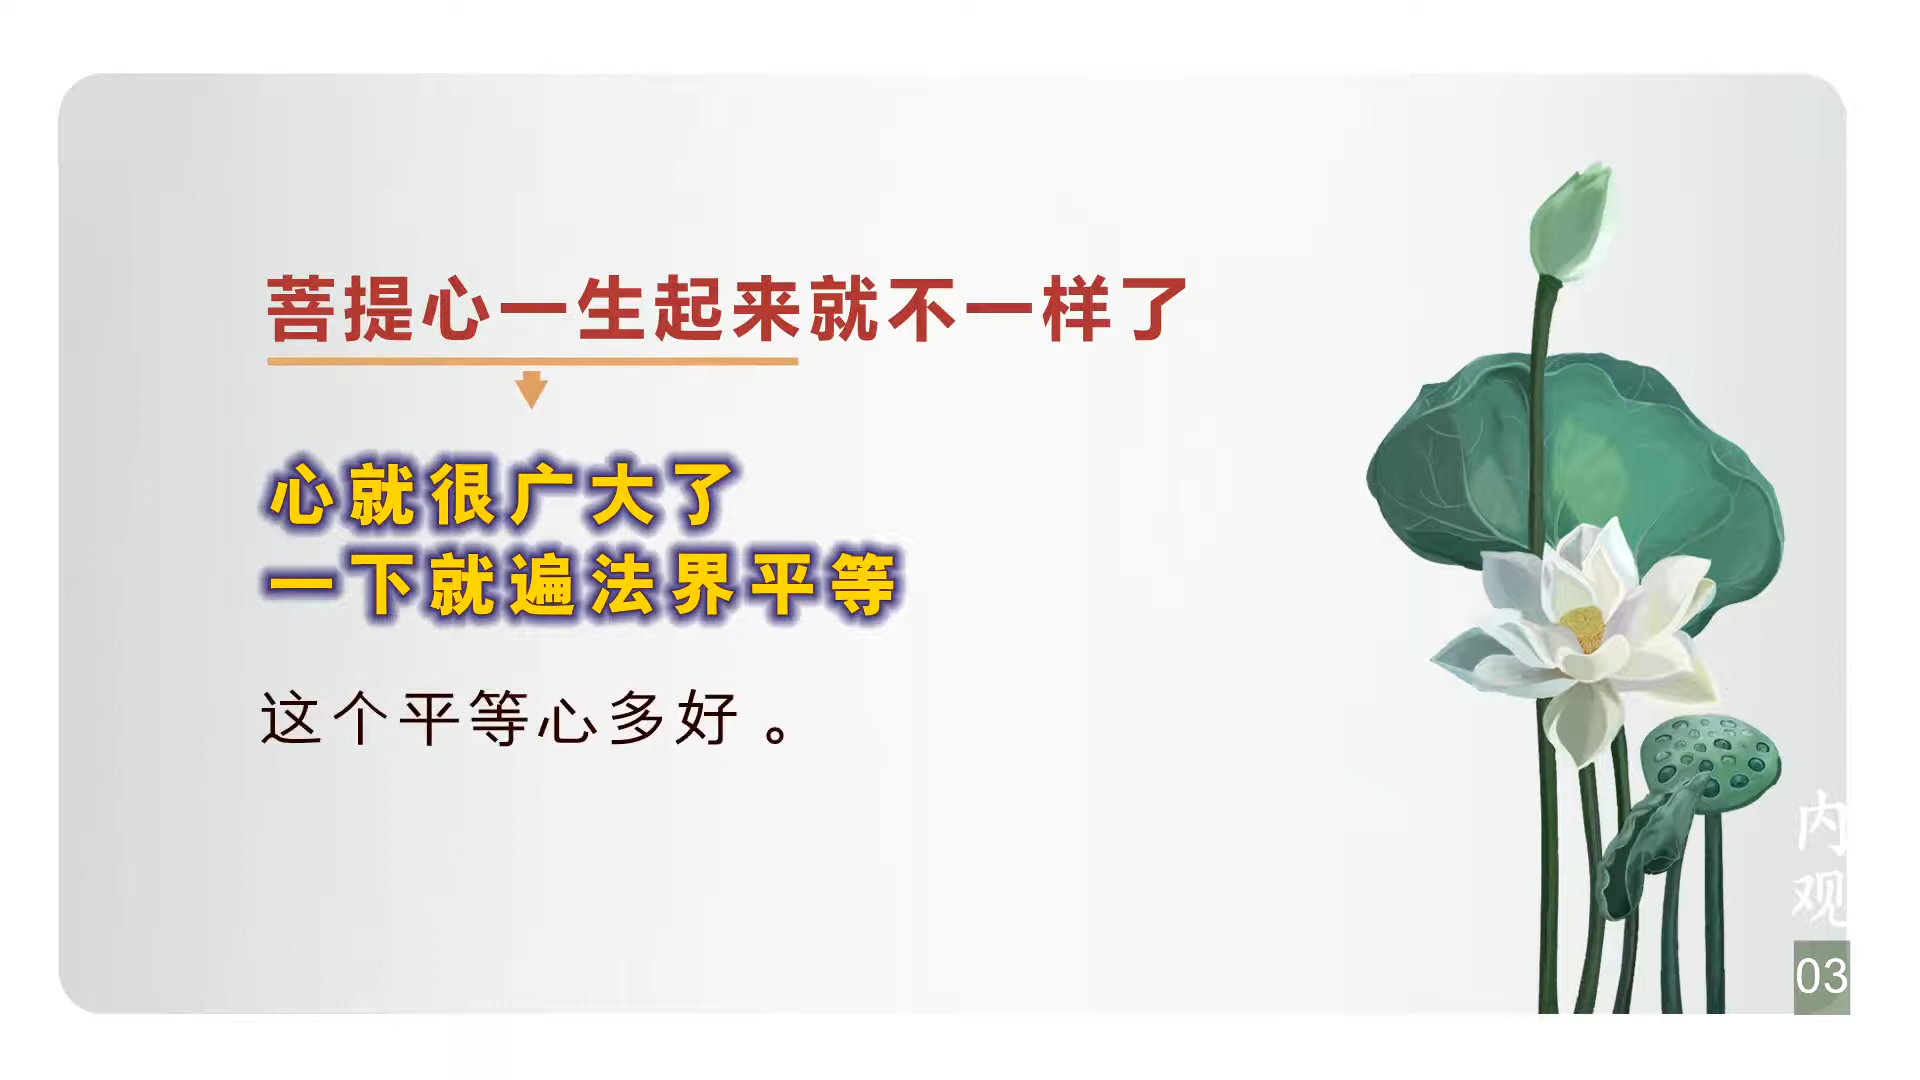 菩提心一生起来就不一样了
心就很广大了
一下就遍法界平等
这个平等心多好。
内观
03